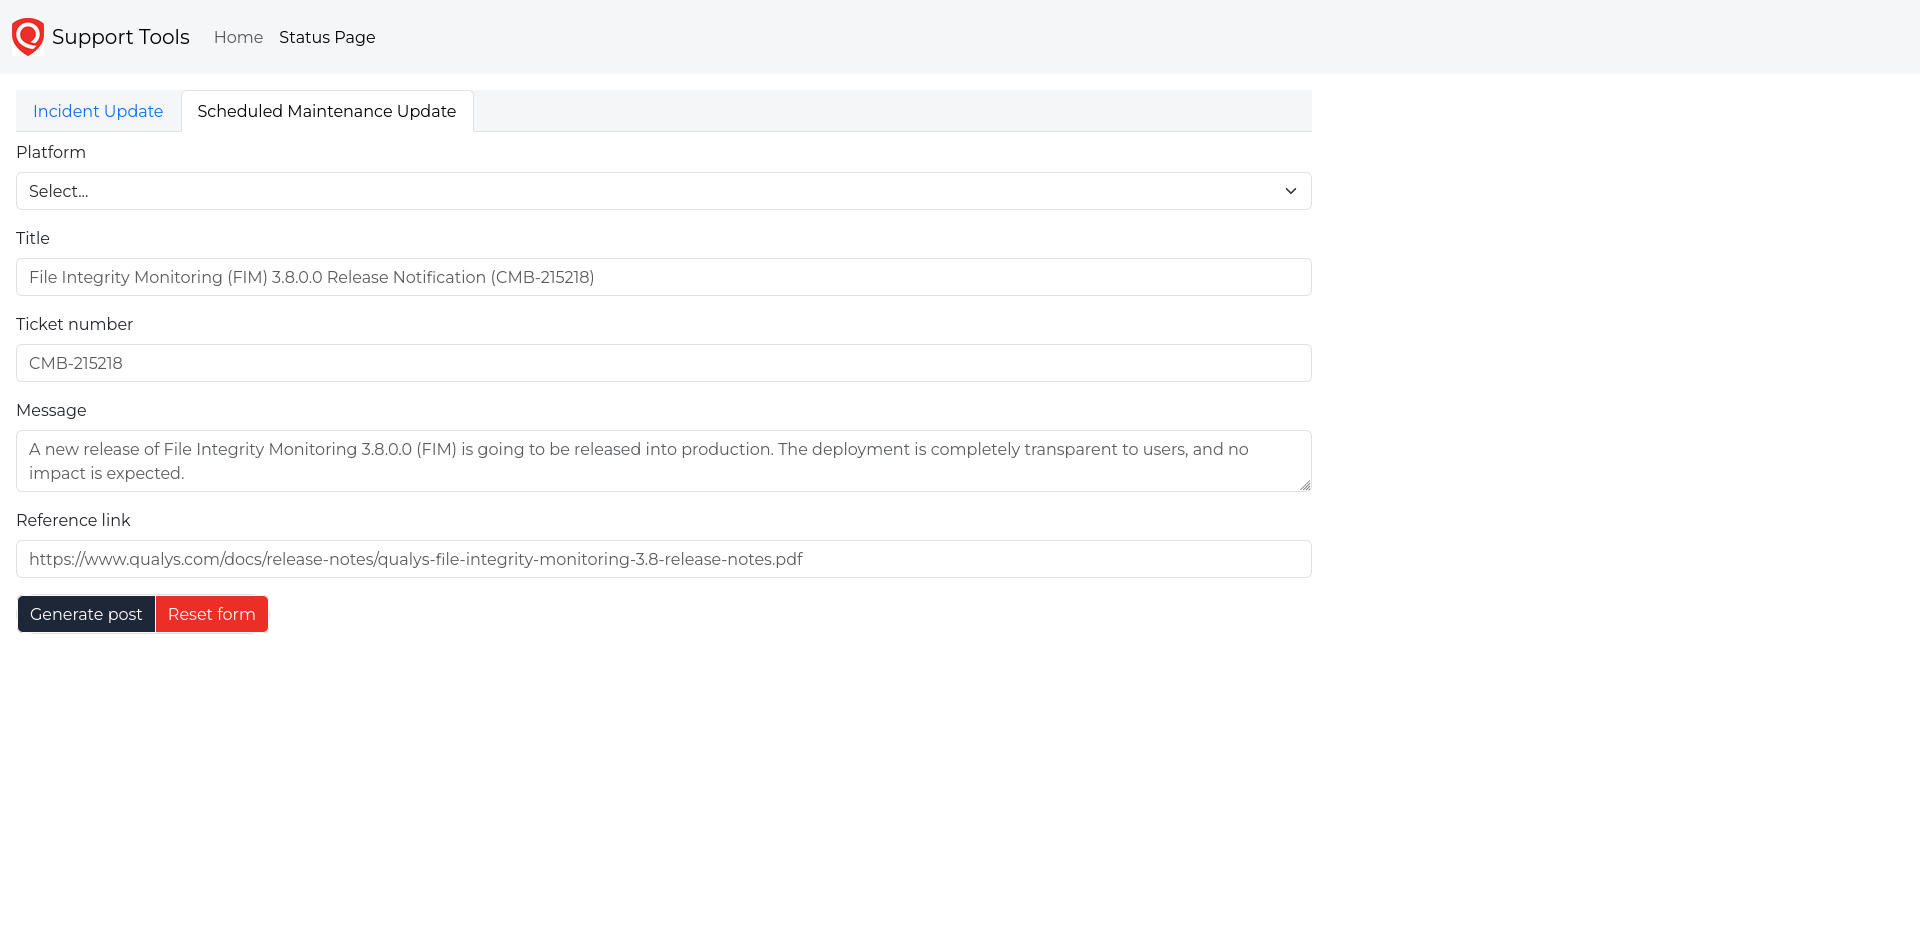 Support Tools
Home
Status Page
Incident Update
Scheduled Maintenance Update
Platform
Select...
Title
File Integrity Monitoring (FIM) 3.8.0.0 Release Notification (CMB-215218)
Ticket number
CMB-215218
Message
A new release of File Integrity Monitoring 3.8.0.0 (FIM) is going to be released into production. The deployment is completely transparent to users, and no
impact is expected.
Reference link
https://www.qualys.com/docs/release-notes/qualys-file-integrity-monitoring-3.8-release-notes.pdf
Generate post
Reset form